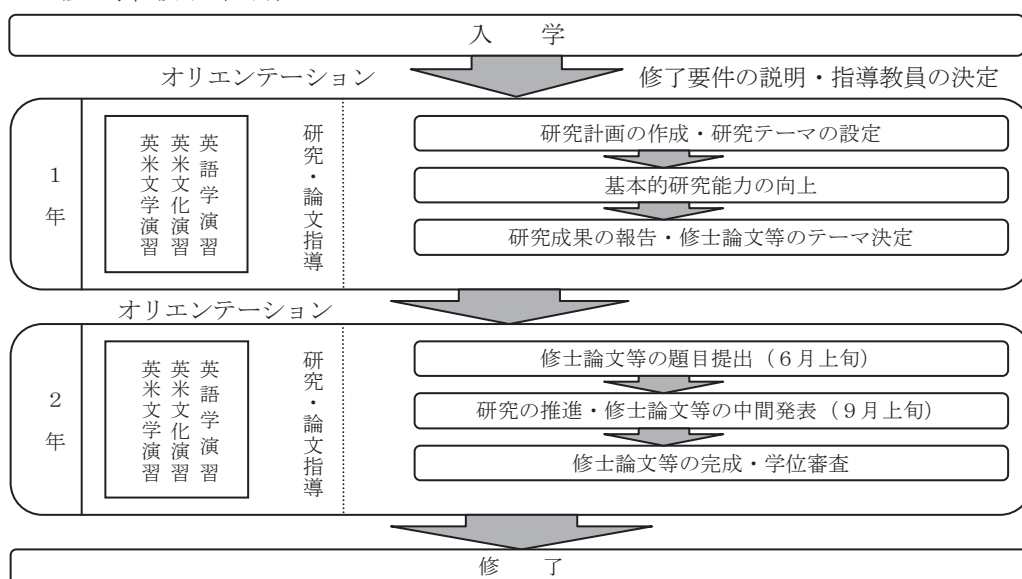 入　学
オリエンテーション
修了要件の説明・指導教員の決定
1年
英語学演習
英米文化演習
英米文学演習
研究・論文指導
研究計画の作成・研究テーマの設定
基本的研究能力の向上
研究成果の報告・修士論文等のテーマ決定
オリエンテーション
2年
英語学演習
英米文化演習
英米文学演習
研究・論文指導
修士論文等の題目提出（６月上旬）
研究の推進・修士論文等の中間発表（９月上旬）
修士論文等の完成・学位審査
修　了